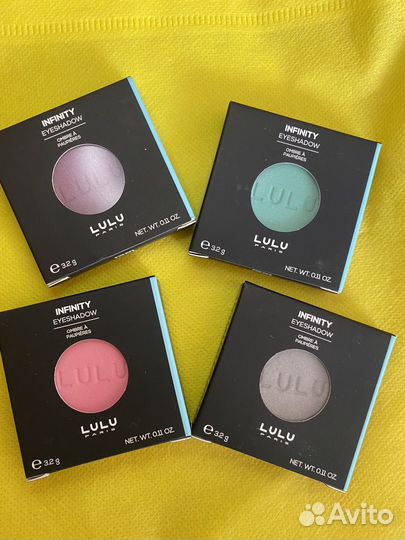 INFINITY
EYESHADOW
OMBRE À
PAUPIÈRES
LULU
e 3.2 g
LULU
PARIS
NET. WT. 0.11 OZ.
INFINITY
EYESHADOW
OMBRE À
PAUPIÈRES
LULU
e 3.2 g
LULU
PARIS
NET. WT. 0.11 OZ.
INFINITY
EYESHADOW
OMBRE À
PAUPIÈRES
LULU
e 3.2 g
LULU
PARIS
NET. WT. 0.11 OZ.
INFINITY
EYESHADOW
OMBRE À
PAUPIÈRES
LULU
e 3.2 g
LULU
PARIS
NET. WT. 0.11 OZ.
Avito